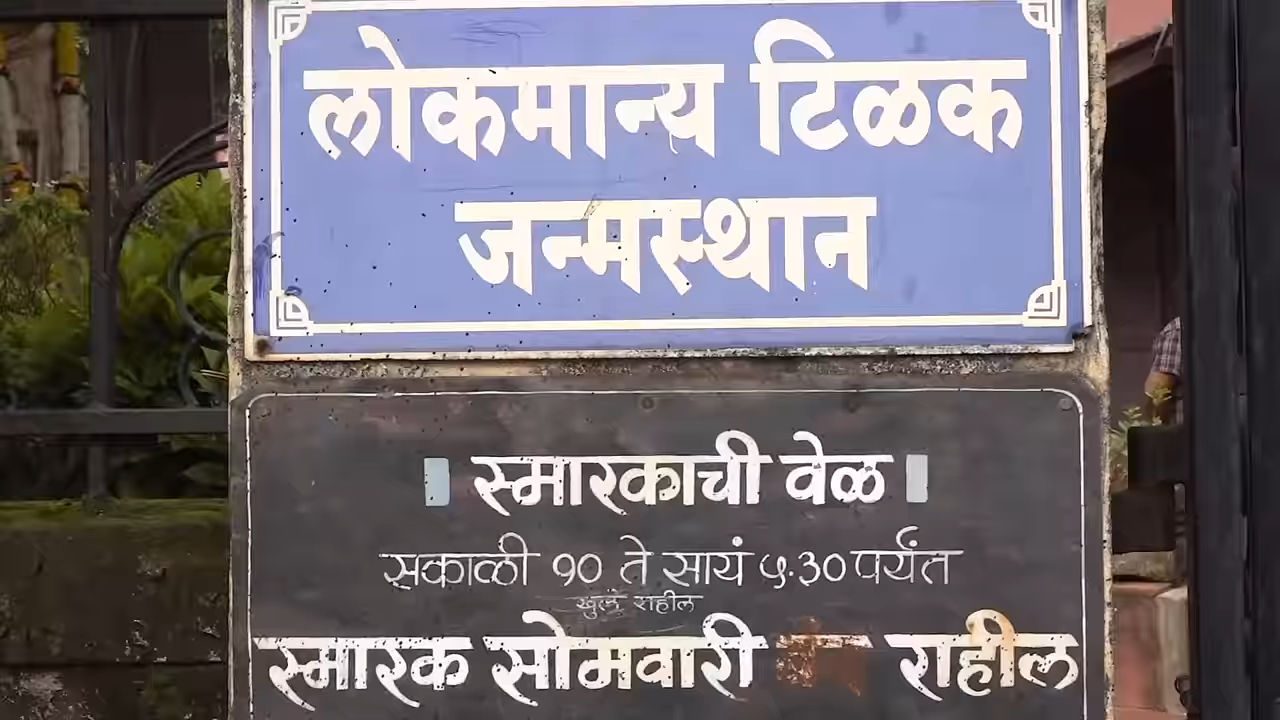 लोकमान्य टिळक
जन्मस्थान
स्मारकाची वेळ
सकाळी १० ते सायं ५.३० पर्यंत
खुले राहील
स्मारक सोमवारी राहील